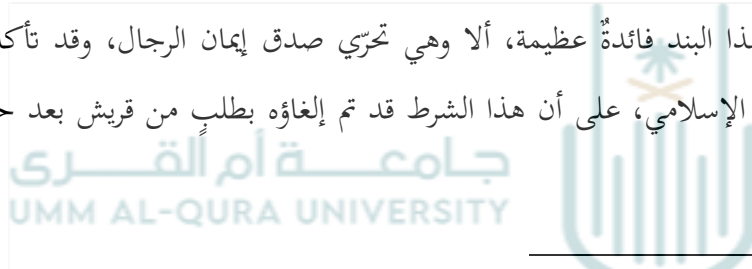 ذا البند فائدةٌ عظيمة، ألا وهي تحرّي صدق إيمان الرجال، وقد تأك
الإسلامي، على أن هذا الشرط قد تم إلغاؤه بطلبٍ من قريش بعد ح
جامعة أم القرى
UMM AL-QURA UNIVERSITY